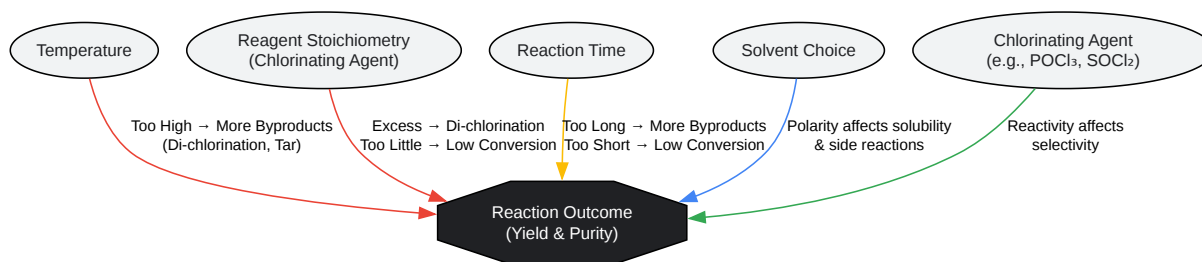 Temperature
Reagent Stoichiometry
(Chlorinating Agent)
Reaction Time
Solvent Choice
Chlorinating Agent
(e.g., POCl₃, SOCl₂)
Too High → More Byproducts
(Di-chlorination, Tar)
Excess → Di-chlorination
Too Little → Low Conversion
Too Long → More Byproducts
Too Short → Low Conversion
Polarity affects solubility
& side reactions
Reactivity affects
selectivity
Reaction Outcome
(Yield & Purity)